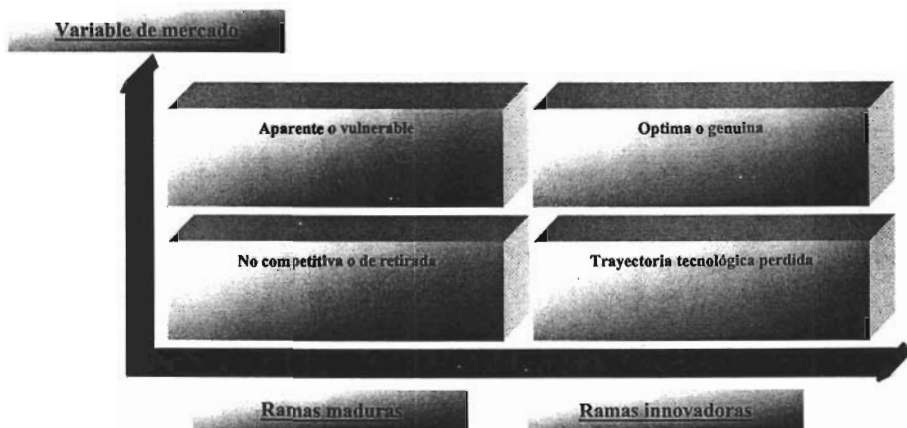 Variable de mercado
Aparente o vulnerable
Optima o genuina
No competitiva o de retirada
Trayectoria tecnológica perdida
Ramas maduras
Ramas innovadoras